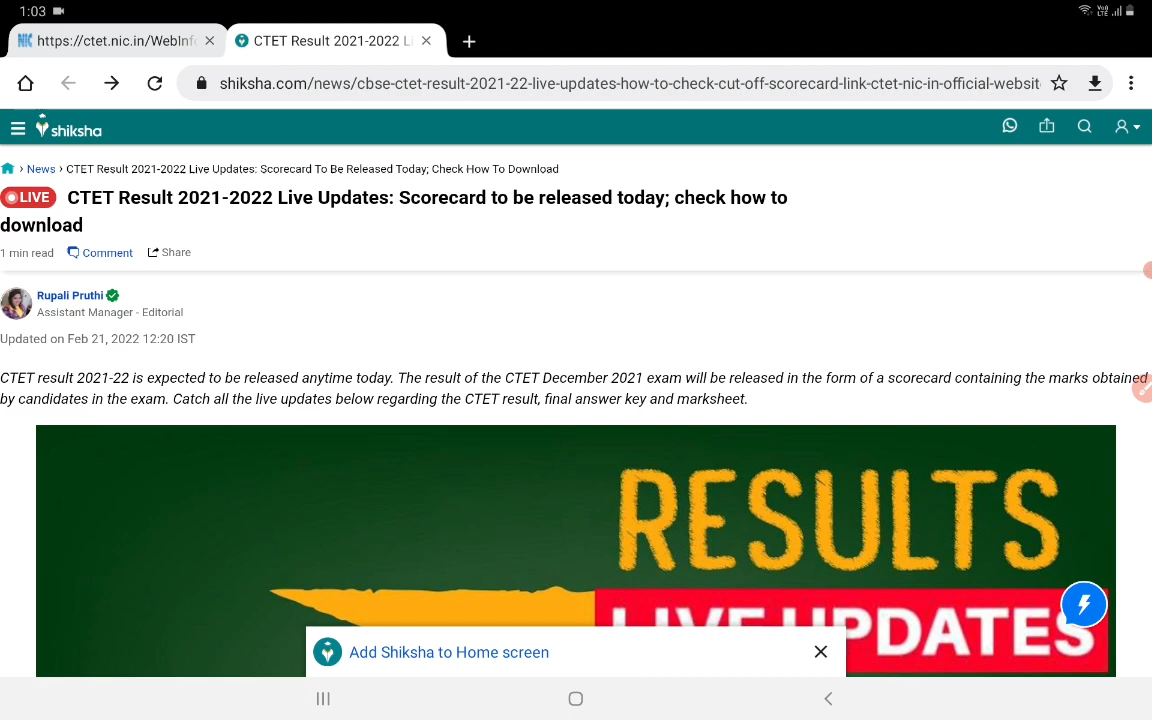 1:03
Vo) LTE
NIC https://ctet.nic.in/WebInf
CTET Result 2021-2022 Li
shiksha.com/news/cbse-ctet-result-2021-22-live-updates-how-to-check-cut-off-scorecard-link-ctet-nic-in-official-websit
shiksha
› News › CTET Result 2021-2022 Live Updates: Scorecard To Be Released Today; Check How To Download
LIVE CTET Result 2021-2022 Live Updates: Scorecard to be released today; check how to
download
1 min read Comment Share
Rupali Pruthi
Assistant Manager - Editorial
Updated on Feb 21, 2022 12:20 IST
CTET result 2021-22 is expected to be released anytime today. The result of the CTET December 2021 exam will be released in the form of a scorecard containing the marks obtained
by candidates in the exam. Catch all the live updates below regarding the CTET result, final answer key and marksheet.
RESULTS
LIVE UPDATES
Add Shiksha to Home screen